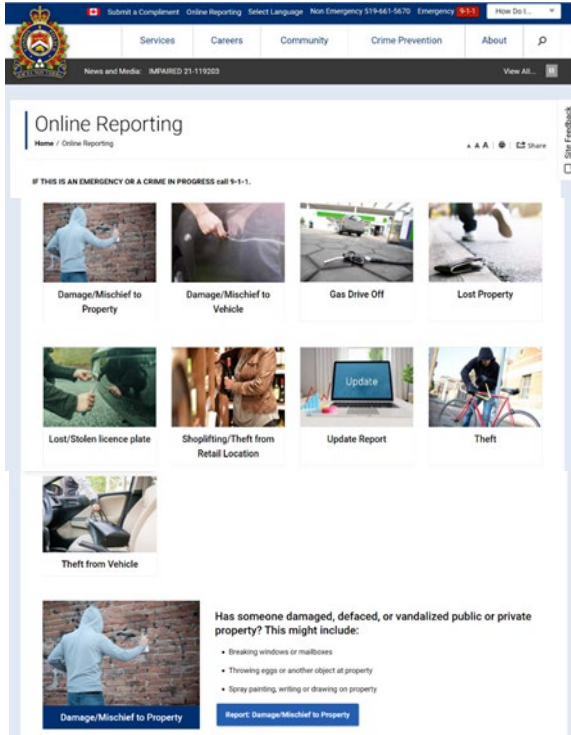 Submit a Compliment Online Reporting Select Language Non Emergency 519-661-5670 Emergency 9-1-1 How Do I...
Services Careers Community Crime Prevention About
News and Media: IMPAIRED 21-119203 View All...
Site Feedback
Online Reporting
Home / Online Reporting
A A A Share
IF THIS IS AN EMERGENCY OR A CRIME IN PROGRESS call 9-1-1.
Damage/Mischief to Property
Damage/Mischief to Vehicle
Gas Drive Off
Lost Property
Update
Lost/Stolen licence plate
Shoplifting/Theft from Retail Location
Update Report
Theft
Theft from Vehicle
Has someone damaged, defaced, or vandalized public or private
property? This might include:
• Breaking windows or mailboxes
• Throwing eggs or another object at property
• Spray painting, writing or drawing on property
Damage/Mischief to Property
Report: Damage/Mischief to Property